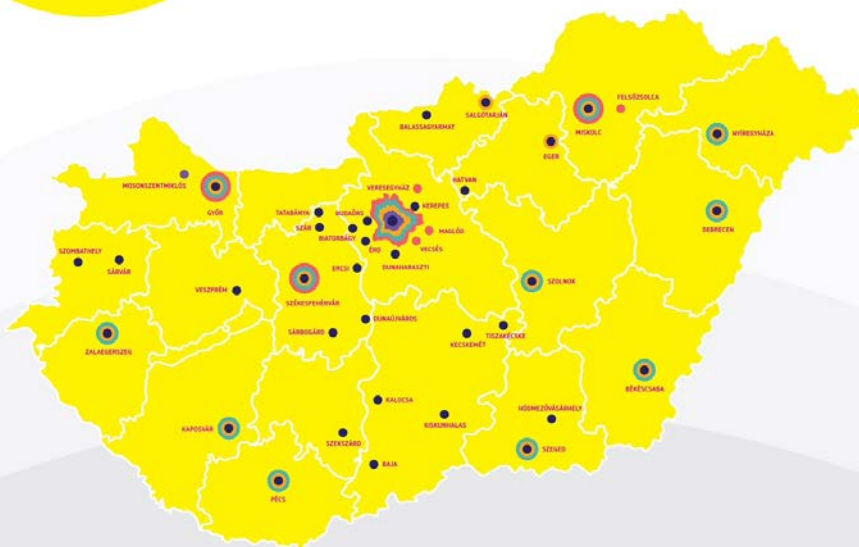 FELSŐZSOLCA
MISKOLC
SALGÓTARJÁN
BALASSAGYARMAT
NYÍREGYHÁZA
EGER
HATVAN
MOSONSZENTMIKLÓS
VERESEGYHÁZ
GYŐR
KEREPES
TATABÁNYA
BUDAÖRS
DEBRECEN
SZÁR
MAGLÓD
BIATORBÁGY
VECSÉS
ÉRD
SZOMBATHELY
SÁRVÁR
DUNAHARASZTI
ERCSI
SZOLNOK
VESZPRÉM
SZÉKESFEHÉRVÁR
DUNAÚJVÁROS
SÁRBOGÁRD
TISZAKÉCSKE
KECSKEMÉT
ZALAEGERSZEG
BÉKÉSCSABA
KALOCSA
HÓDMEZŐVÁSÁRHELY
KISKUNHALAS
KAPOSVÁR
SZEKSZÁRD
SZEGED
BAJA
PÉCS